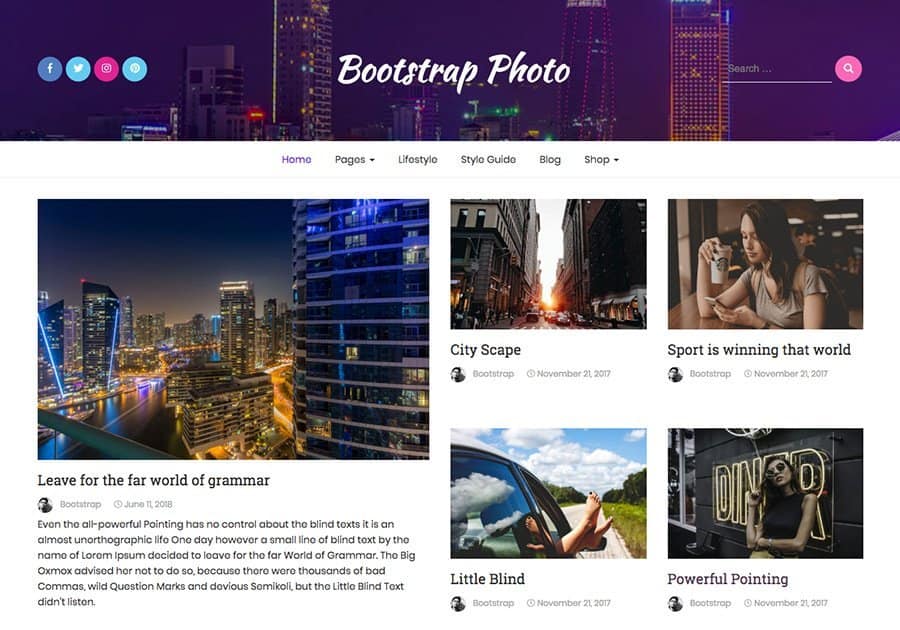 Bootstrap Photo
Search ...
Home Pages Lifestyle Style Guide Blog Shop
Leave for the far world of grammar
Bootstrap June 11, 2018
Even the all-powerful Pointing has no control about the blind texts it is an
almost unorthographic life One day however a small line of blind text by the
name of Lorem Ipsum decided to leave for the far World of Grammar. The Big
Oxmox advised her not to do so, because there were thousands of bad
Commas, wild Question Marks and devious Semikoli, but the Little Blind Text
didn't listen.
City Scape
Bootstrap November 21, 2017
Sport is winning that world
Bootstrap November 21, 2017
Little Blind
Bootstrap November 21, 2017
DINER
Powerful Pointing
Bootstrap November 21, 2017